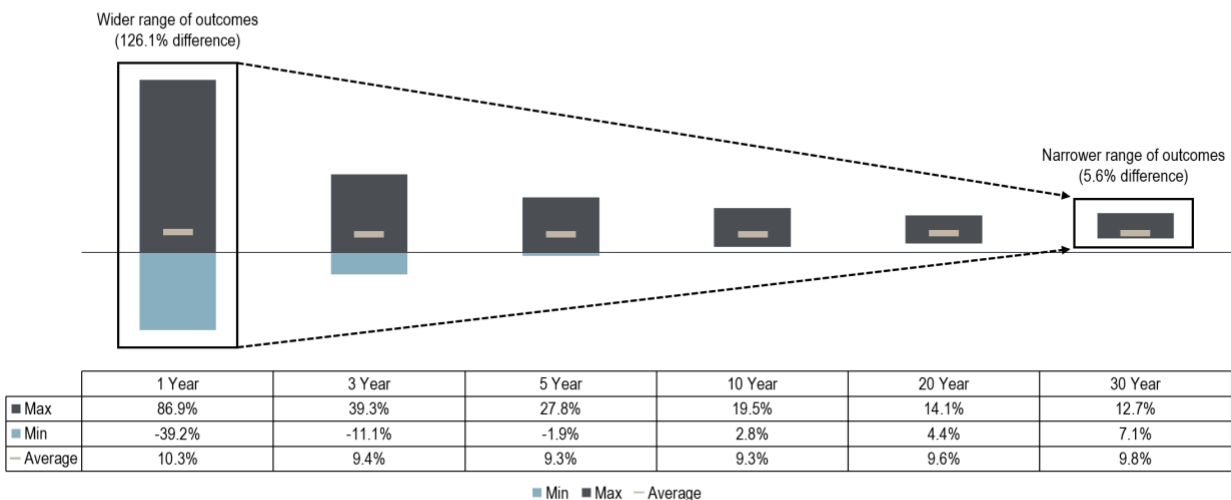 Wider range of outcomes
(126.1% difference)
Narrower range of outcomes
(5.6% difference)
1 Year 3 Year 5 Year 10 Year 20 Year 30 Year
Max 86.9% 39.3% 27.8% 19.5% 14.1% 12.7%
Min -39.2% -11.1% -1.9% 2.8% 4.4% 7.1%
Average 10.3% 9.4% 9.3% 9.3% 9.6% 9.8%
Min Max Average